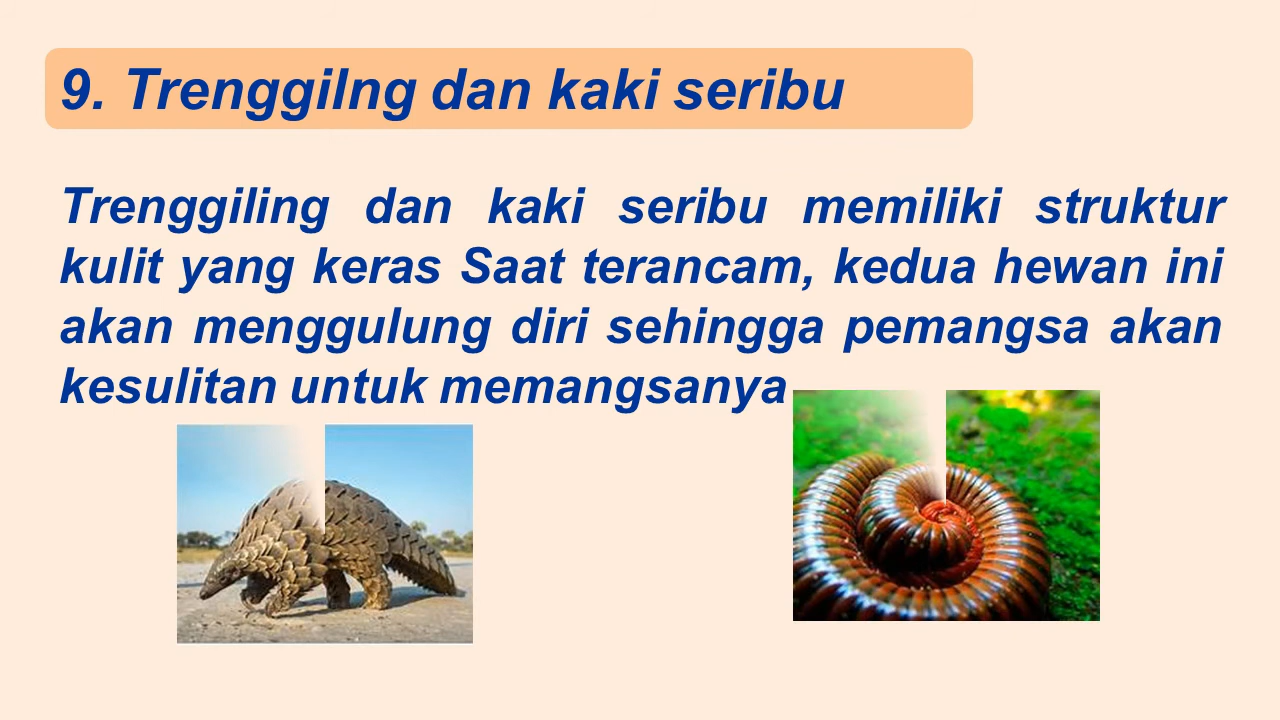 9. Trenggilng dan kaki seribu
Trenggiling dan kaki seribu memiliki struktur
kulit yang keras Saat terancam, kedua hewan ini
akan menggulung diri sehingga pemangsa akan
kesulitan untuk memangsanya